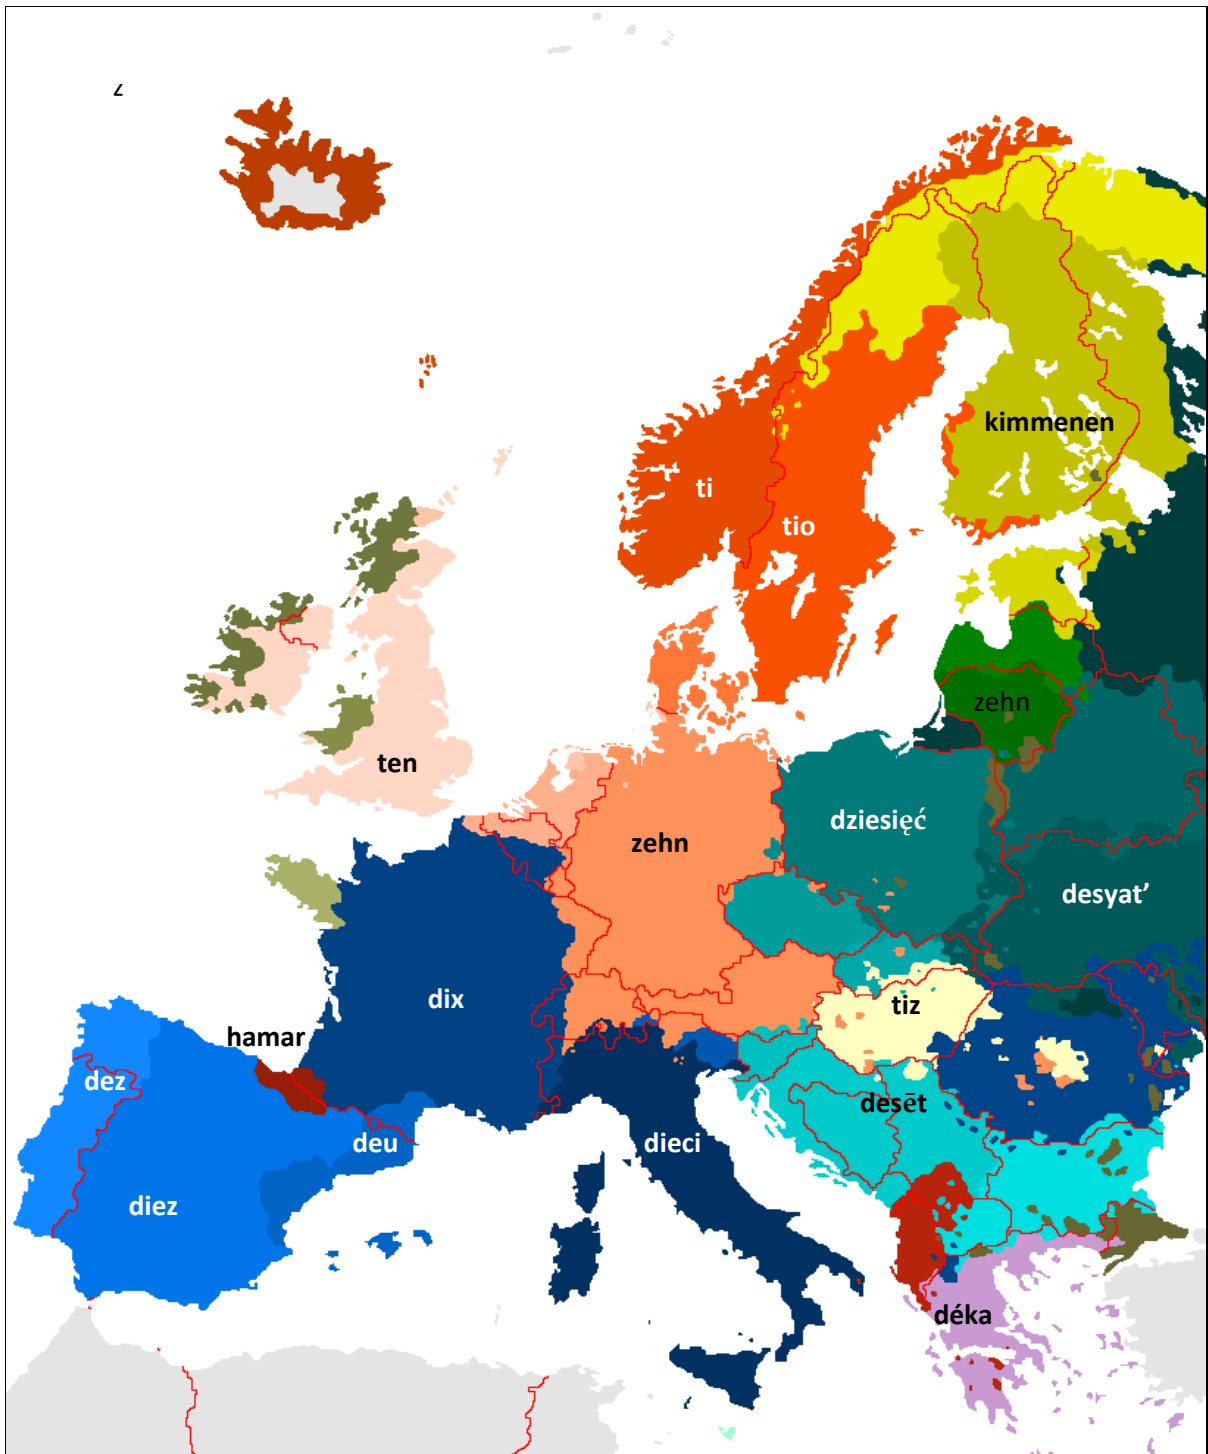 z
kimmenen
ti
tio
zehn
ten
dziesięć
zehn
desyat’
dix
tiz
hamar
dez
desēt
deu
dieci
diez
déka